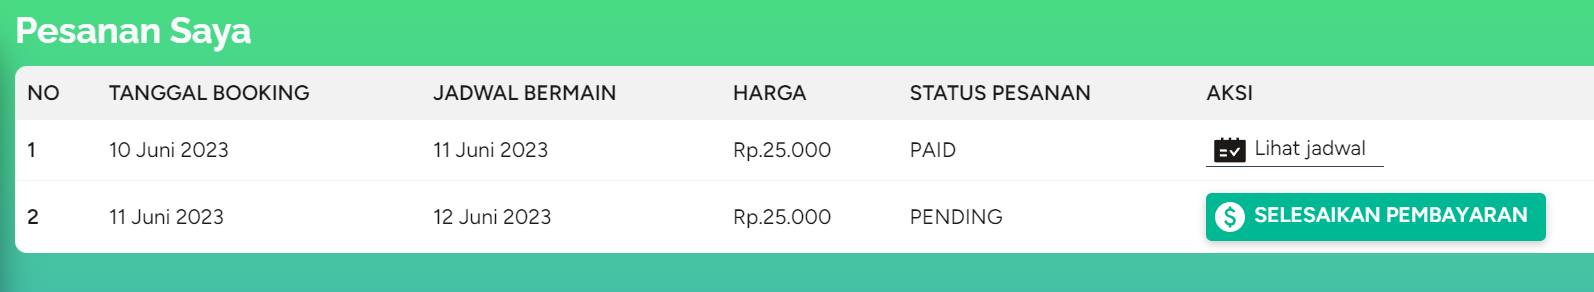 Pesanan Saya
NO TANGGAL BOOKING JADWAL BERMAIN HARGA STATUS PESANAN AKSI
1 10 Juni 2023 11 Juni 2023 Rp.25.000 PAID Lihat jadwal
2 11 Juni 2023 12 Juni 2023 Rp.25.000 PENDING SELESAIKAN PEMBAYARAN